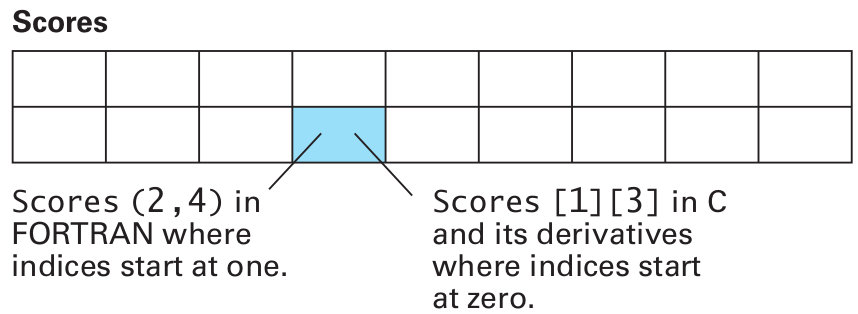 Scores
Scores (2,4) in
FORTRAN where
indices start at one.
Scores [1][3] in C
and its derivatives
where indices start
at zero.